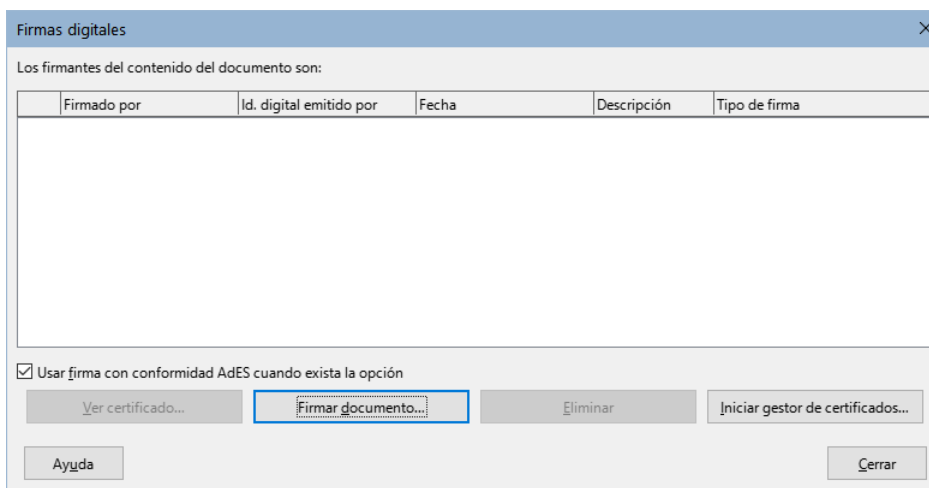 Firmas digitales
Los firmantes del contenido del documento son:
Firmado por Id. digital emitido por Fecha Descripción Tipo de firma
Usar firma con conformidad AdES cuando exista la opción
Ver certificado... Firmar documento... Eliminar Iniciar gestor de certificados...
Ayuda Cerrar